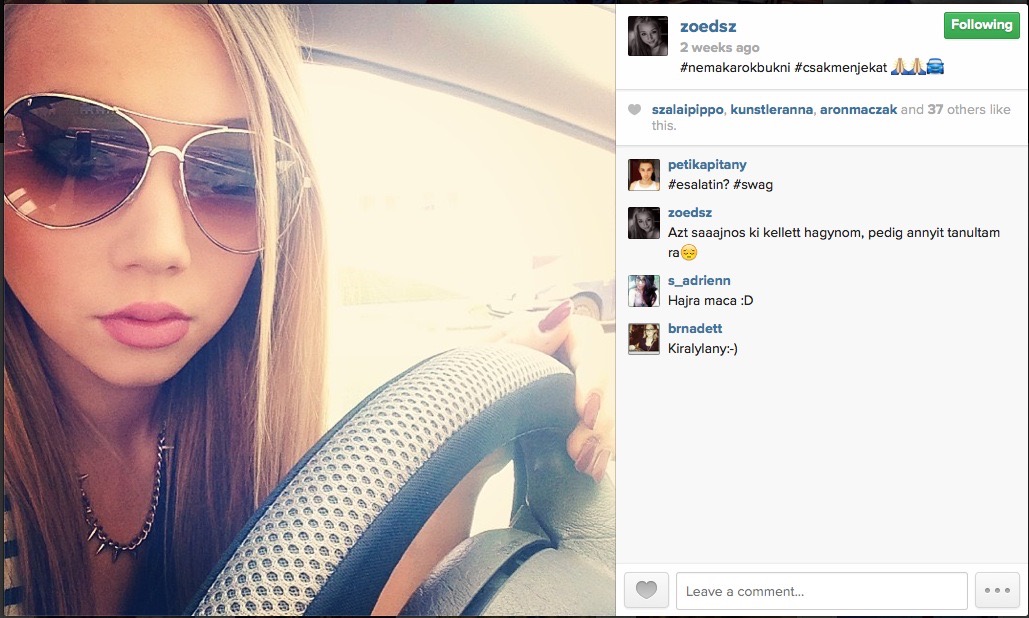 zoedsz
Following
2 weeks ago
#nemakarokbukni #csakmenjekat 🙏🙏🚘
szalaipippo, kunstleranna, aronmaczak and 37 others like
this.
petikapitany
#esalatin? #swag
zoedsz
Azt saaajnos ki kellett hagynom, pedig annyit tanultam
ra😔
s_adrienn
Hajra maca :D
brnadett
Kiralylany:-)
Leave a comment...